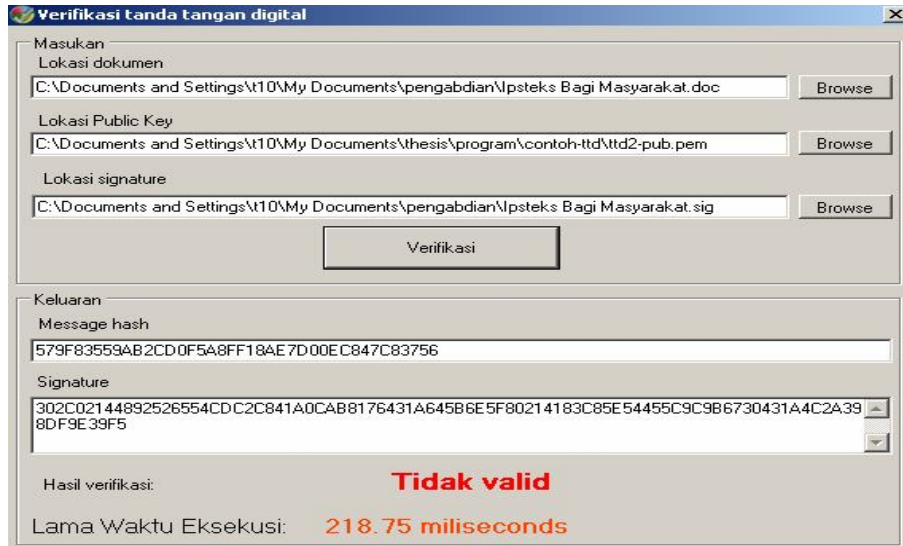 Verifikasi tanda tangan digital
Masukan
Lokasi dokumen
C:\Documents and Settings\t10\My Documents\pengabdian\Ipsteks Bagi Masyarakat.doc
Browse
Lokasi Public Key
C:\Documents and Settings\t10\My Documents\thesis\program\contoh-ttd\ttd2-pub.pem
Browse
Lokasi signature
C:\Documents and Settings\t10\My Documents\pengabdian\Ipsteks Bagi Masyarakat.sig
Browse
Verifikasi
Keluaran
Message hash
579F83559AB2CD0F5A8FF18AE7D00EC847C83756
Signature
302C02144892526554CDC2C841A0CAB8176431A645B6E5F80214183C85E54455C9C9B6730431A4C2A39
8DF9E39F5
Hasil verifikasi:
Tidak valid
Lama Waktu Eksekusi:
218.75 miliseconds